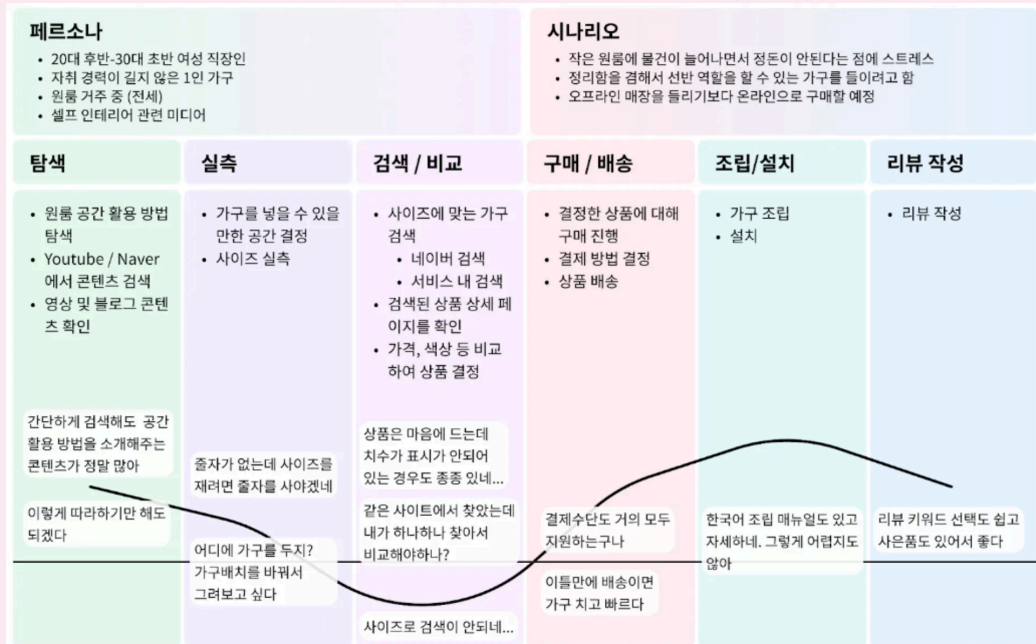 페르소나
• 20대 후반-30대 초반 여성 직장인
• 자취 경력이 길지 않은 1인 가구
• 원룸 거주 중 (전세)
• 셀프 인테리어 관련 미디어
시나리오
• 작은 원룸에 물건이 늘어나면서 정돈이 안된다는 점에 스트레스
• 정리함을 겸해서 선반 역할을 할 수 있는 가구를 들이려고 함
• 오프라인 매장을 들리기보다 온라인으로 구매할 예정
탐색
• 원룸 공간 활용 방법
탐색
• Youtube / Naver
에서 콘텐츠 검색
• 영상 및 블로그 콘텐
츠 확인
간단하게 검색해도 공간
활용 방법을 소개해주는
콘텐츠가 정말 많아
이렇게 따라하기만 해도
되겠다
실측
• 가구를 넣을 수 있을
만한 공간 결정
• 사이즈 실측
줄자가 없는데 사이즈를
재려면 줄자를 사야겠네
어디에 가구를 두지?
가구배치를 바꿔서
그려보고 싶다
검색 / 비교
• 사이즈에 맞는 가구
검색
• 네이버 검색
• 서비스 내 검색
• 검색된 상품 상세 페
이지를 확인
• 가격, 색상 등 비교
하여 상품 결정
상품은 마음에 드는데
치수가 표시가 안되어
있는 경우도 종종 있네...
같은 사이트에서 찾았는데
내가 하나하나 찾아서
비교해야하나?
사이즈로 검색이 안되네...
구매 / 배송
• 결정한 상품에 대해
구매 진행
• 결제 방법 결정
• 상품 배송
결제수단도 거의 모두
지원하는구나
이틀만에 배송이면
가구 치고 빠르다
조립/설치
• 가구 조립
• 설치
한국어 조립 매뉴얼도 있고
자세하네. 그렇게 어렵지도
않아
리뷰 작성
• 리뷰 작성
리뷰 키워드 선택도 쉽고
사은품도 있어서 좋다